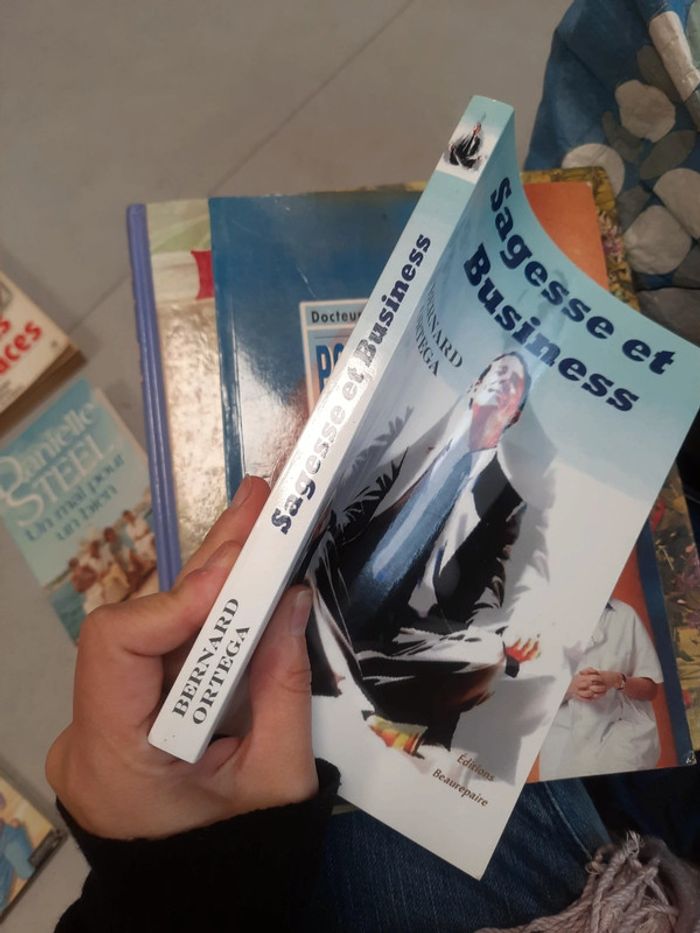 Sagesse et Business
BERNARD
ORTEGA
Sagesse et
Business
BERNARD
ORTEGA
Éditions
Beaurepaire
Docteur
Danielle
STEEL
Un mal pour
un bien